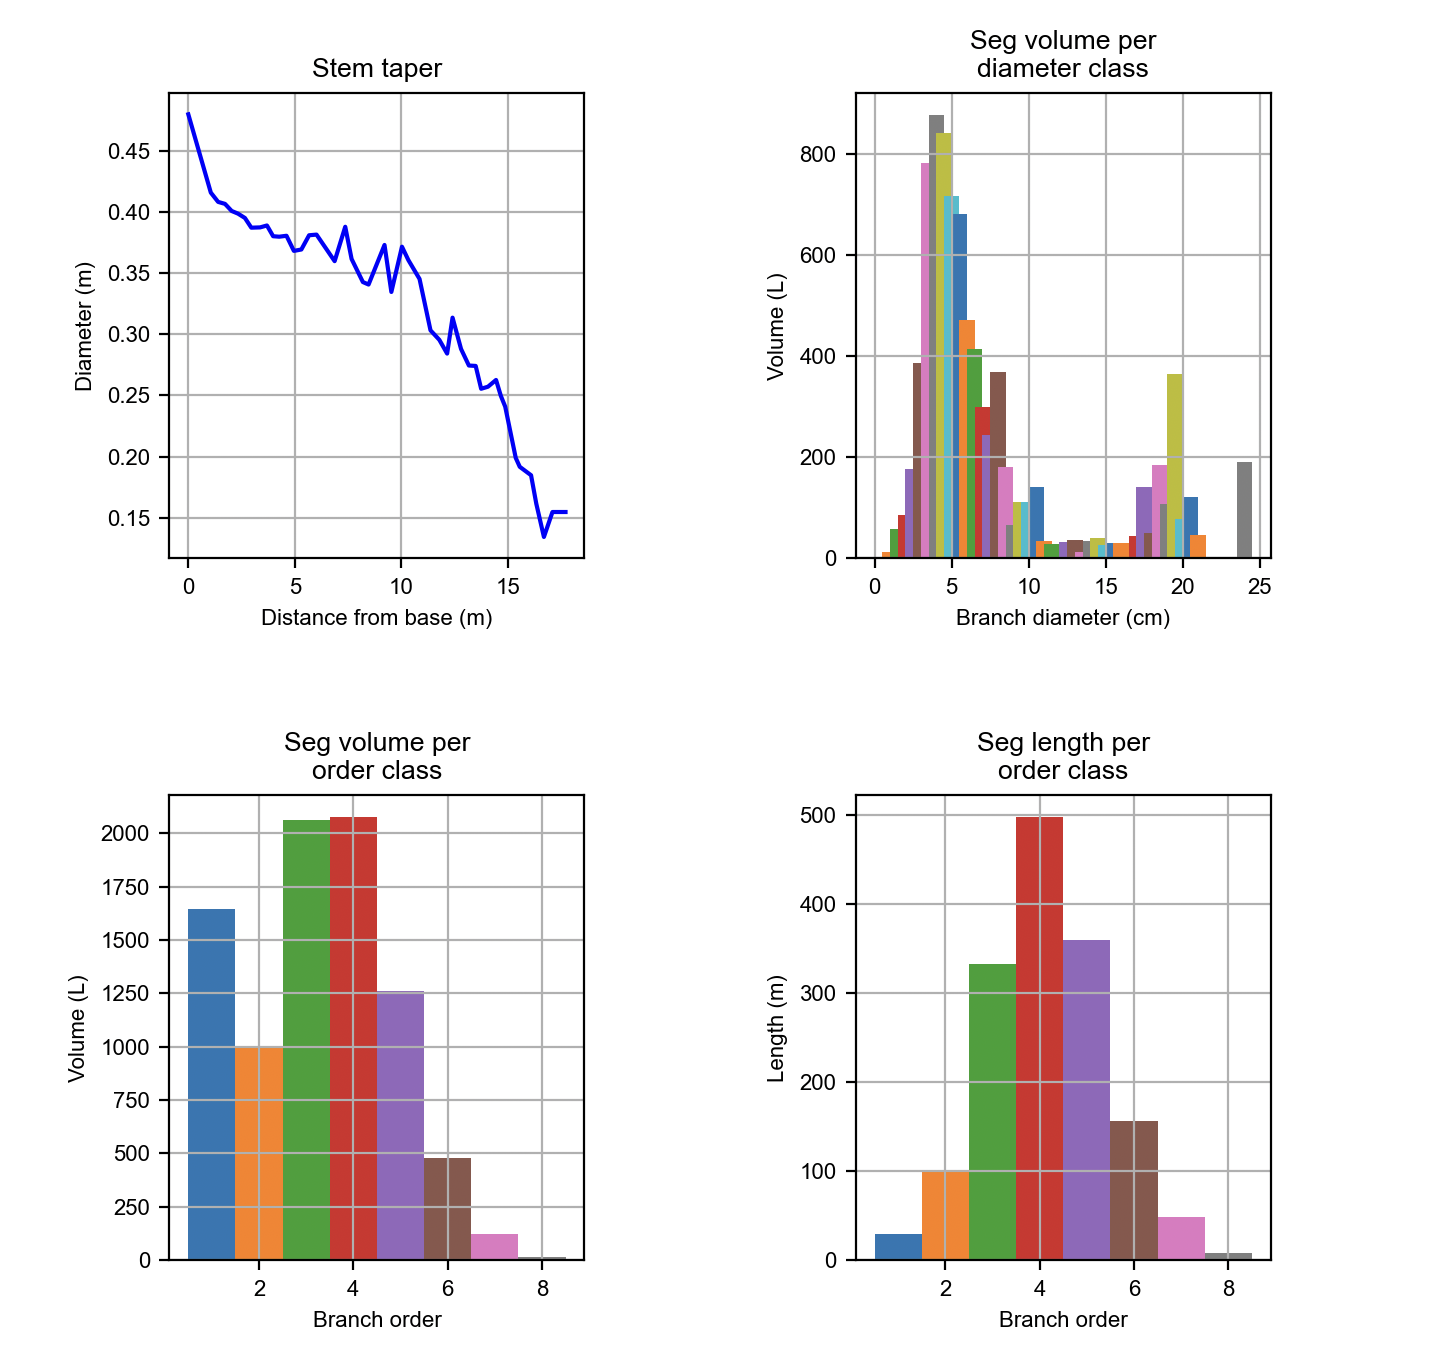 Stem taper
0.45
0.40
0.35
0.30
0.25
0.20
0.15
Diameter (m)
0 5 10 15
Distance from base (m)
Seg volume per
diameter class
800
600
400
200
0
Volume (L)
0 5 10 15 20 25
Branch diameter (cm)
Seg volume per
order class
2000
1750
1500
1250
1000
750
500
250
0
Volume (L)
2 4 6 8
Branch order
Seg length per
order class
500
400
300
200
100
0
Length (m)
2 4 6 8
Branch order